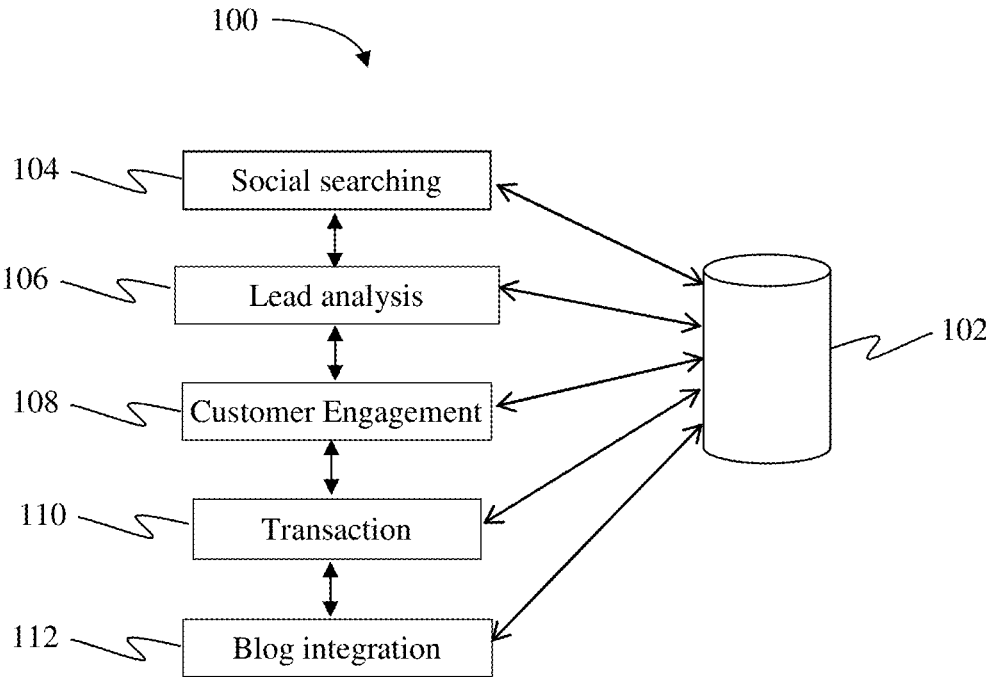 100
104
Social searching
106
Lead analysis
102
108
Customer Engagement
110
Transaction
112
Blog integration